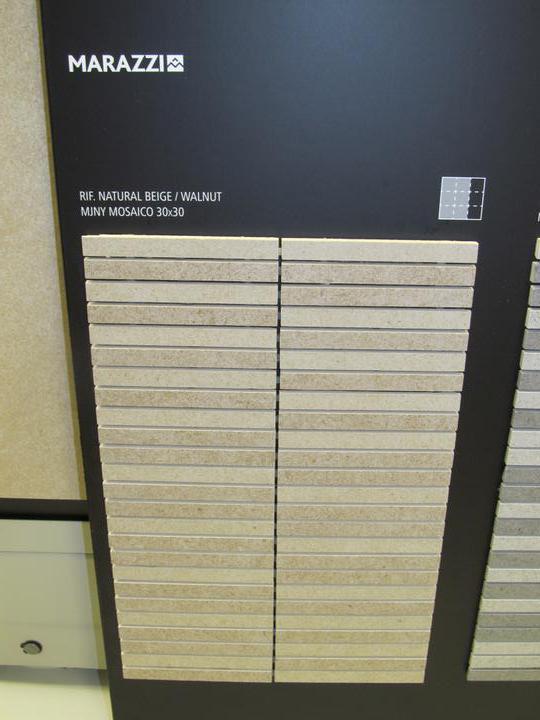 MARAZZI
RIF. NATURAL BEIGE / WALNUT
MJNY MOSAICO 30x30